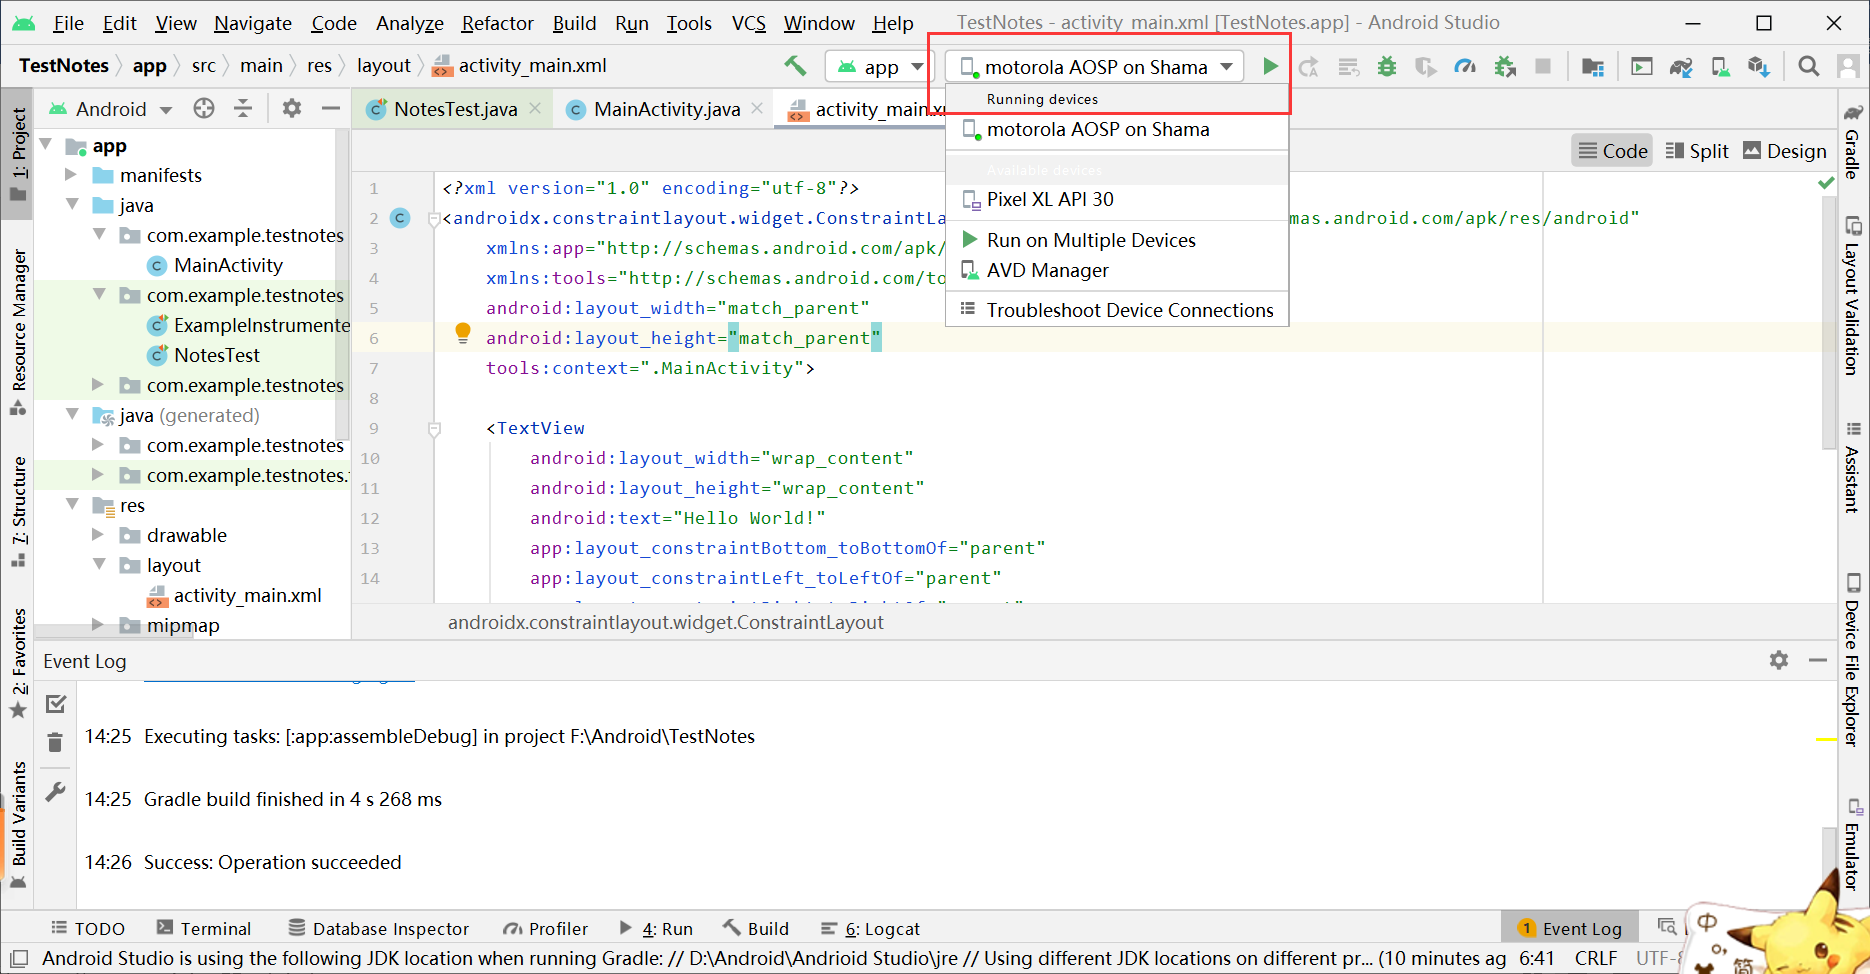 File Edit View Navigate Code Analyze Refactor Build Run Tools VCS Window Help TestNotes - activity_main.xml [TestNotes.app] - Android Studio
TestNotes app src main res layout activity_main.xml app motorola AOSP on Shama
1: Project
Resource Manager
7: Structure
2: Favorites
Build Variants
Android
NotesTest.java MainActivity.java activity_main.x
Running devices
motorola AOSP on Shama
Available devices
Pixel XL API 30
Run on Multiple Devices
AVD Manager
Troubleshoot Device Connections
Code Split Design
app
manifests
java
com.example.testnotes
MainActivity
com.example.testnotes
ExampleInstrumente
NotesTest
com.example.testnotes
java (generated)
com.example.testnotes
com.example.testnotes.
res
drawable
layout
activity_main.xml
mipmap
1 <?xml version="1.0" encoding="utf-8"?>
2 <androidx.constraintlayout.widget.ConstraintLa mas.android.com/apk/res/android"
3 xmlns:app="http://schemas.android.com/apk/
4 xmlns:tools="http://schemas.android.com/to
5 android:layout_width="match_parent"
6 android:layout_height="match_parent"
7 tools:context=".MainActivity">
8
9 <TextView
10 android:layout_width="wrap_content"
11 android:layout_height="wrap_content"
12 android:text="Hello World!"
13 app:layout_constraintBottom_toBottomOf="parent"
14 app:layout_constraintLeft_toLeftOf="parent"
androidx.constraintlayout.widget.ConstraintLayout
Gradle
Layout Validation
Assistant
Device File Explorer
Emulator
Event Log
14:25 Executing tasks: [:app:assembleDebug] in project F:\Android\TestNotes
14:25 Gradle build finished in 4 s 268 ms
14:26 Success: Operation succeeded
TODO Terminal Database Inspector Profiler 4: Run Build 6: Logcat 1 Event Log
Android Studio is using the following JDK location when running Gradle: // D:\Android\Andrioid Studio\jre // Using different JDK locations on different pr... (10 minutes ag 6:41 CRLF UTF-8
中
简